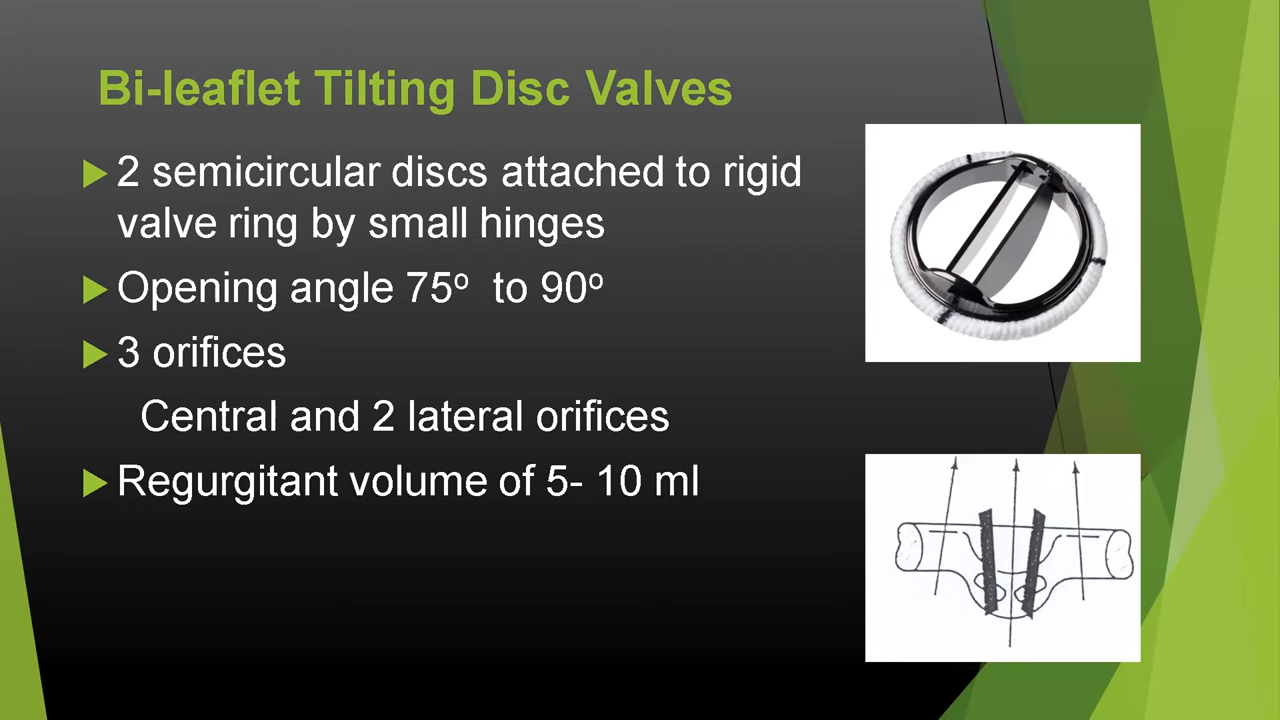 Bi-leaflet Tilting Disc Valves
2 semicircular discs attached to rigid
valve ring by small hinges
Opening angle 75º  to 90º
3 orifices
Central and 2 lateral orifices
Regurgitant volume of 5- 10 ml